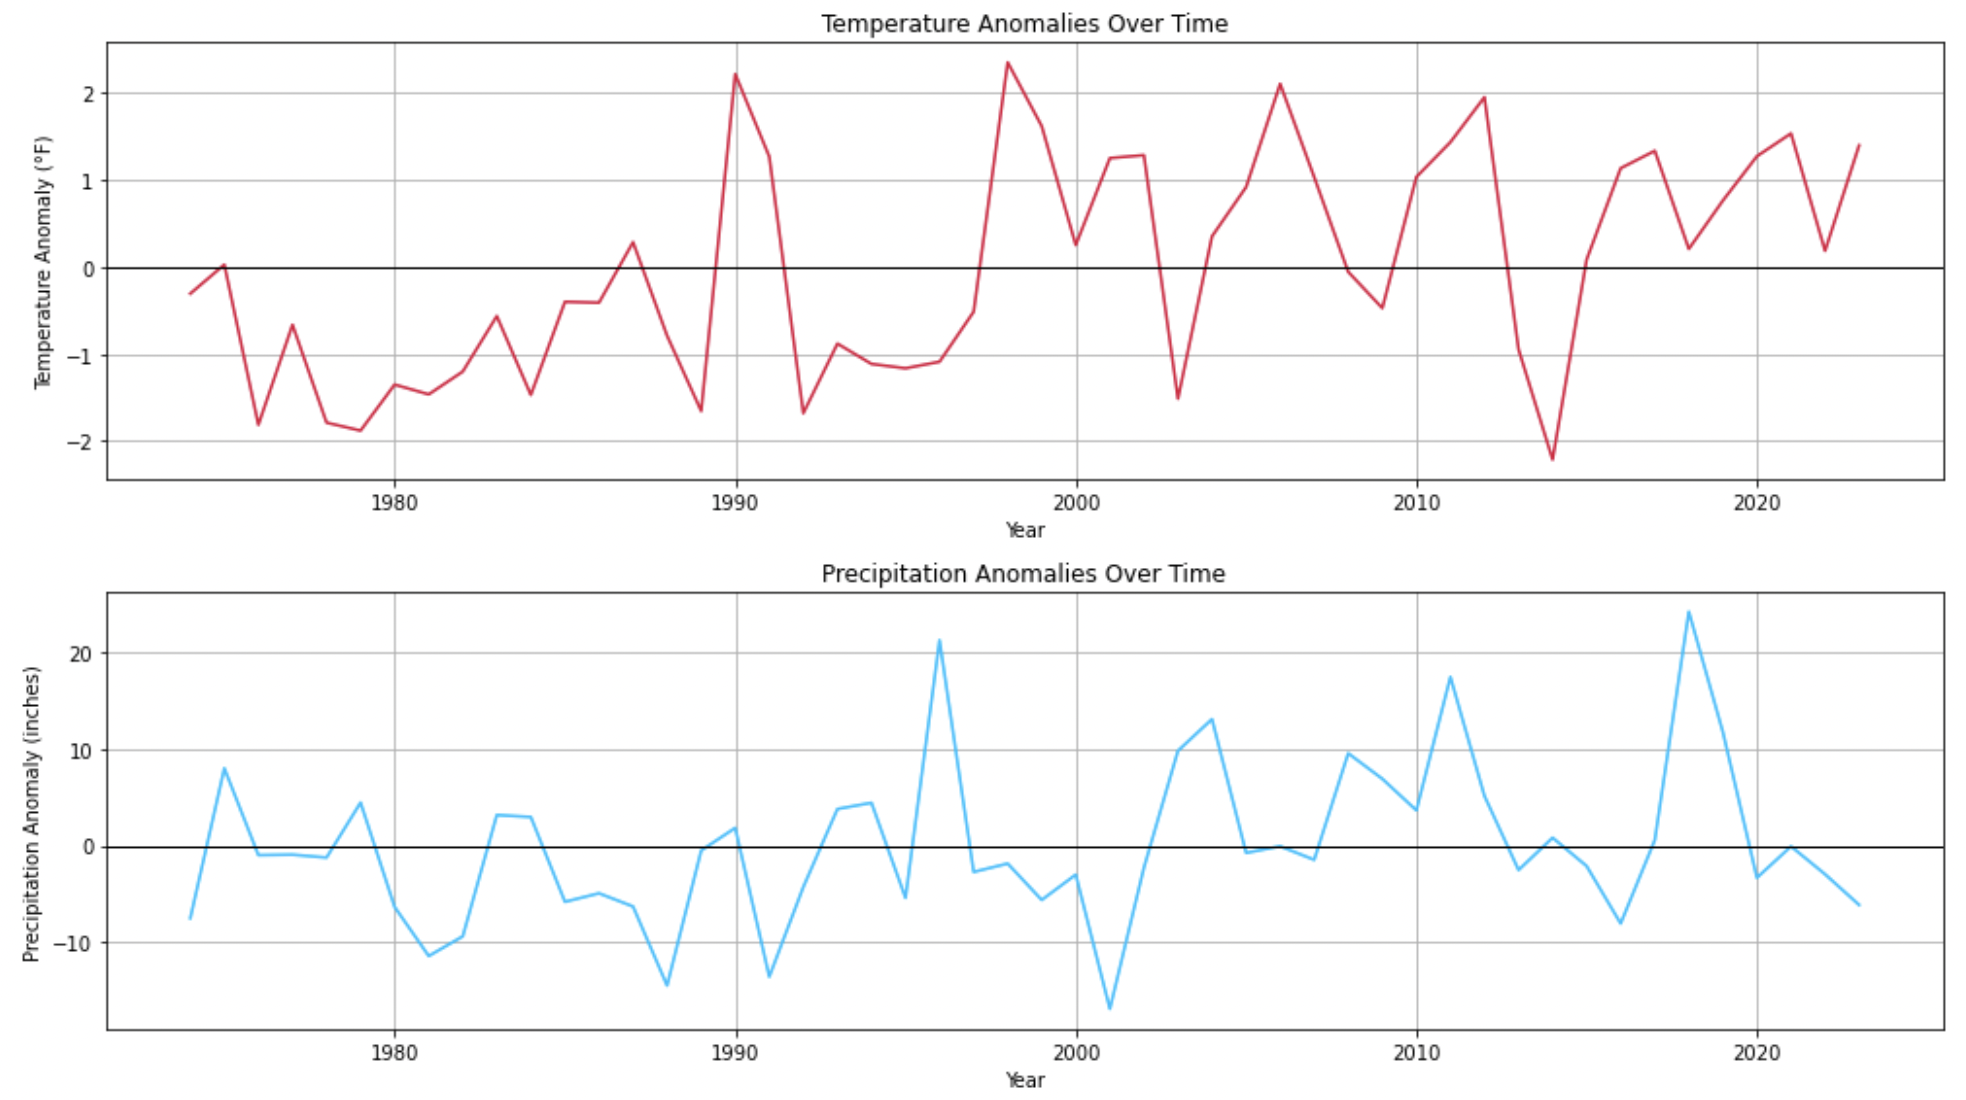 Temperature Anomalies Over Time
Temperature Anomaly (°F)
2
1
0
−1
−2
1980 1990 2000 2010 2020
Year
Precipitation Anomalies Over Time
Precipitation Anomaly (inches)
20
10
0
−10
1980 1990 2000 2010 2020
Year